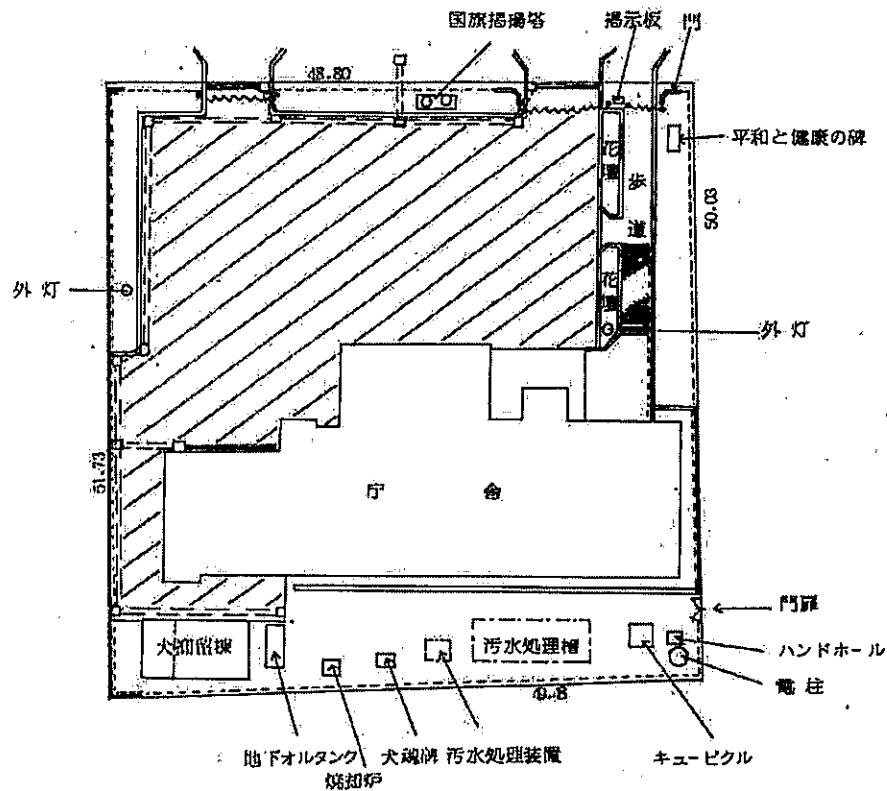 国旗掲揚塔
掲示板
門
48.80
平和と健康の碑
花壇
歩道
50.03
花壇
外灯
外灯
51.73
庁舎
門扉
犬抑留棟
汚水処理槽
ハンドホール
電柱
49.8
地下オルタンク
犬魂碑
汚水処理装置
キュービクル
焼却炉